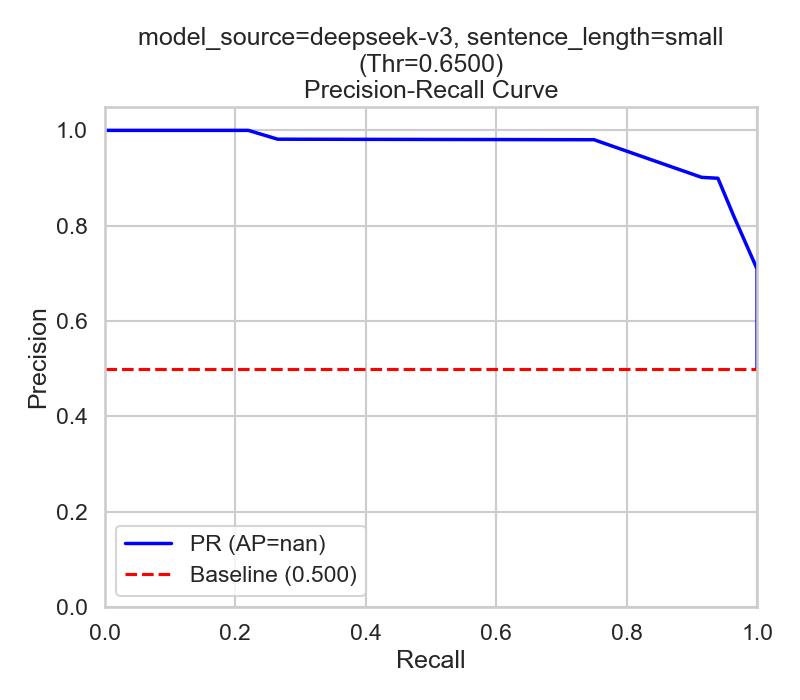 model_source=deepseek-v3, sentence_length=small
(Thr=0.6500)
Precision-Recall Curve
1.0
0.8
0.6
0.4
0.2
0.0
Precision
PR (AP=nan)
Baseline (0.500)
0.0 0.2 0.4 0.6 0.8 1.0
Recall